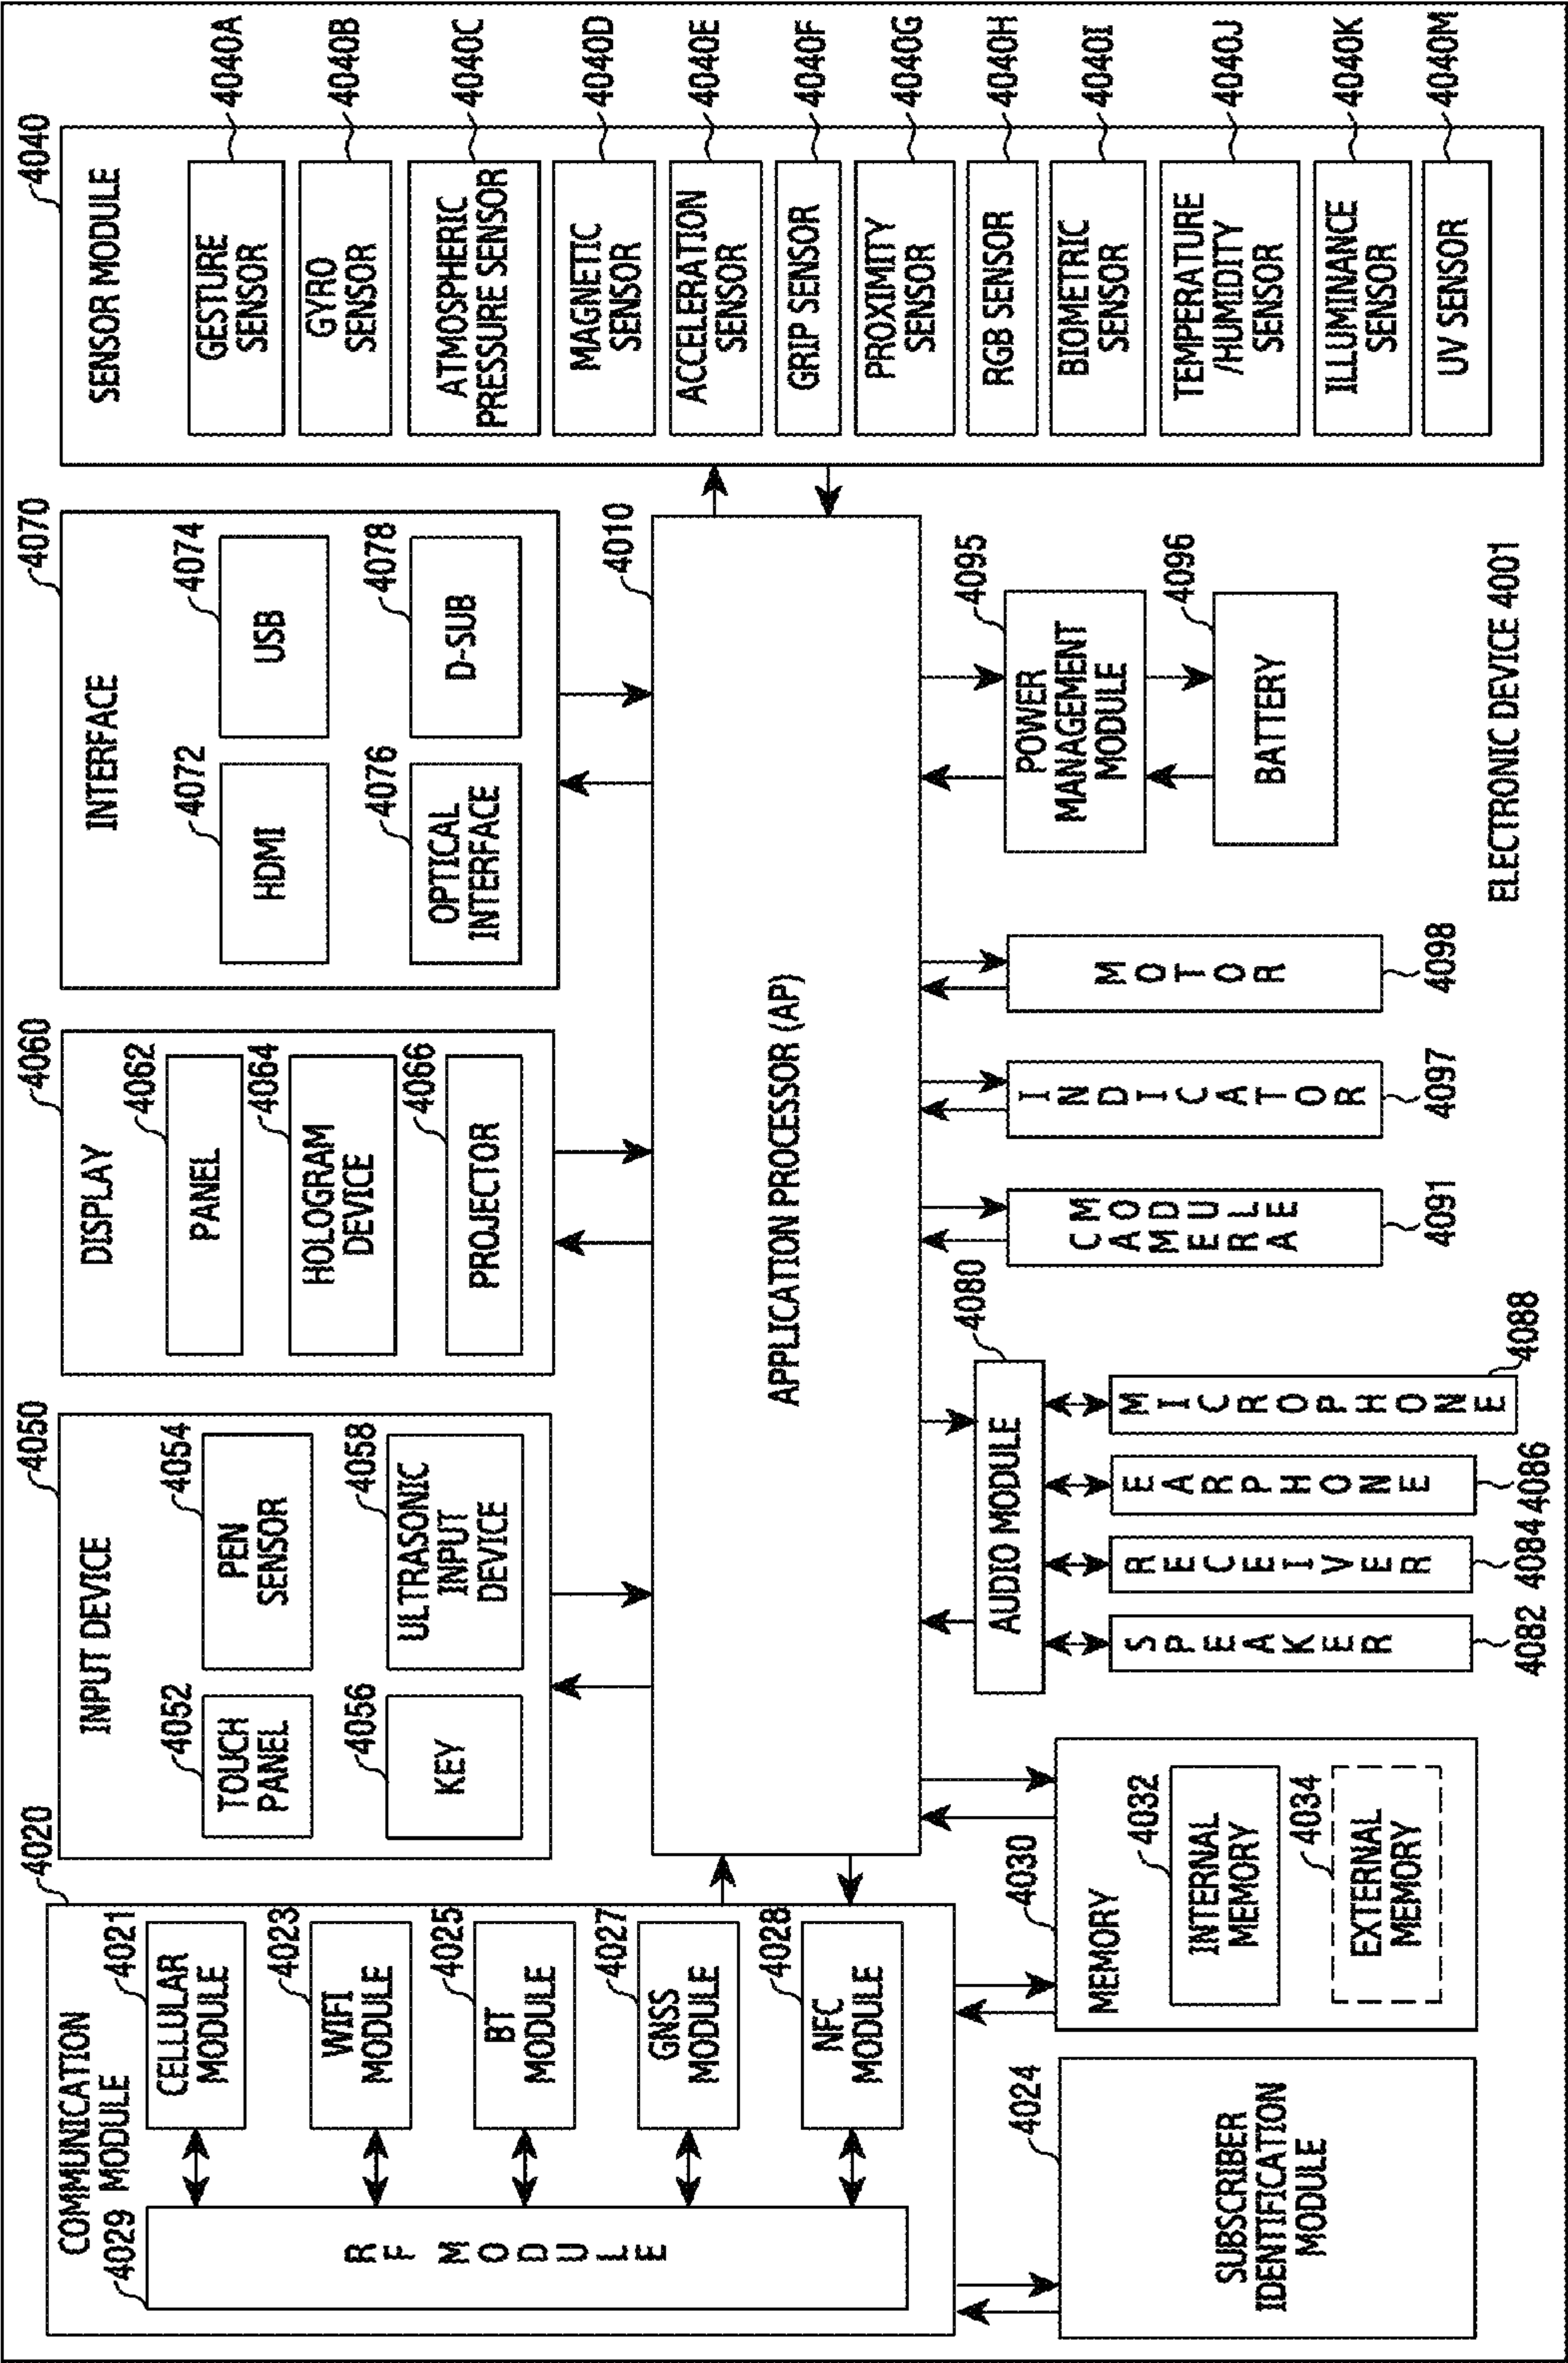 COMMUNICATION
MODULE
4029
4020
RF MODULE
CELLULAR
MODULE
4021
WIFI
MODULE
4023
BT
MODULE
4025
GNSS
MODULE
4027
NFC
MODULE
4028
INPUT DEVICE
4050
TOUCH
PANEL
4052
PEN
SENSOR
4054
KEY
4056
ULTRASONIC
INPUT
DEVICE
4058
DISPLAY
4060
PANEL
4062
HOLOGRAM
DEVICE
4064
PROJECTOR
4066
INTERFACE
4070
HDMI
4072
USB
4074
OPTICAL
INTERFACE
4076
D-SUB
4078
SENSOR MODULE
4040
GESTURE
SENSOR
4040A
GYRO
SENSOR
4040B
ATMOSPHERIC
PRESSURE SENSOR
4040C
MAGNETIC
SENSOR
4040D
ACCELERATION
SENSOR
4040E
GRIP SENSOR
4040F
PROXIMITY
SENSOR
4040G
RGB SENSOR
4040H
BIOMETRIC
SENSOR
4040I
TEMPERATURE
/HUMIDITY
SENSOR
4040J
ILLUMINANCE
SENSOR
4040K
UV SENSOR
4040M
APPLICATION PROCESSOR (AP)
4010
SUBSCRIBER
IDENTIFICATION
MODULE
4024
MEMORY
4030
INTERNAL
MEMORY
4032
EXTERNAL
MEMORY
4034
AUDIO MODULE
4080
SPEAKER
4082
RECEIVER
4084
EARPHONE
4086
MICROPHONE
4088
CAMERA
MODULE
4091
INDICATOR
4097
MOTOR
4098
POWER
MANAGEMENT
MODULE
4095
BATTERY
4096
ELECTRONIC DEVICE 4001